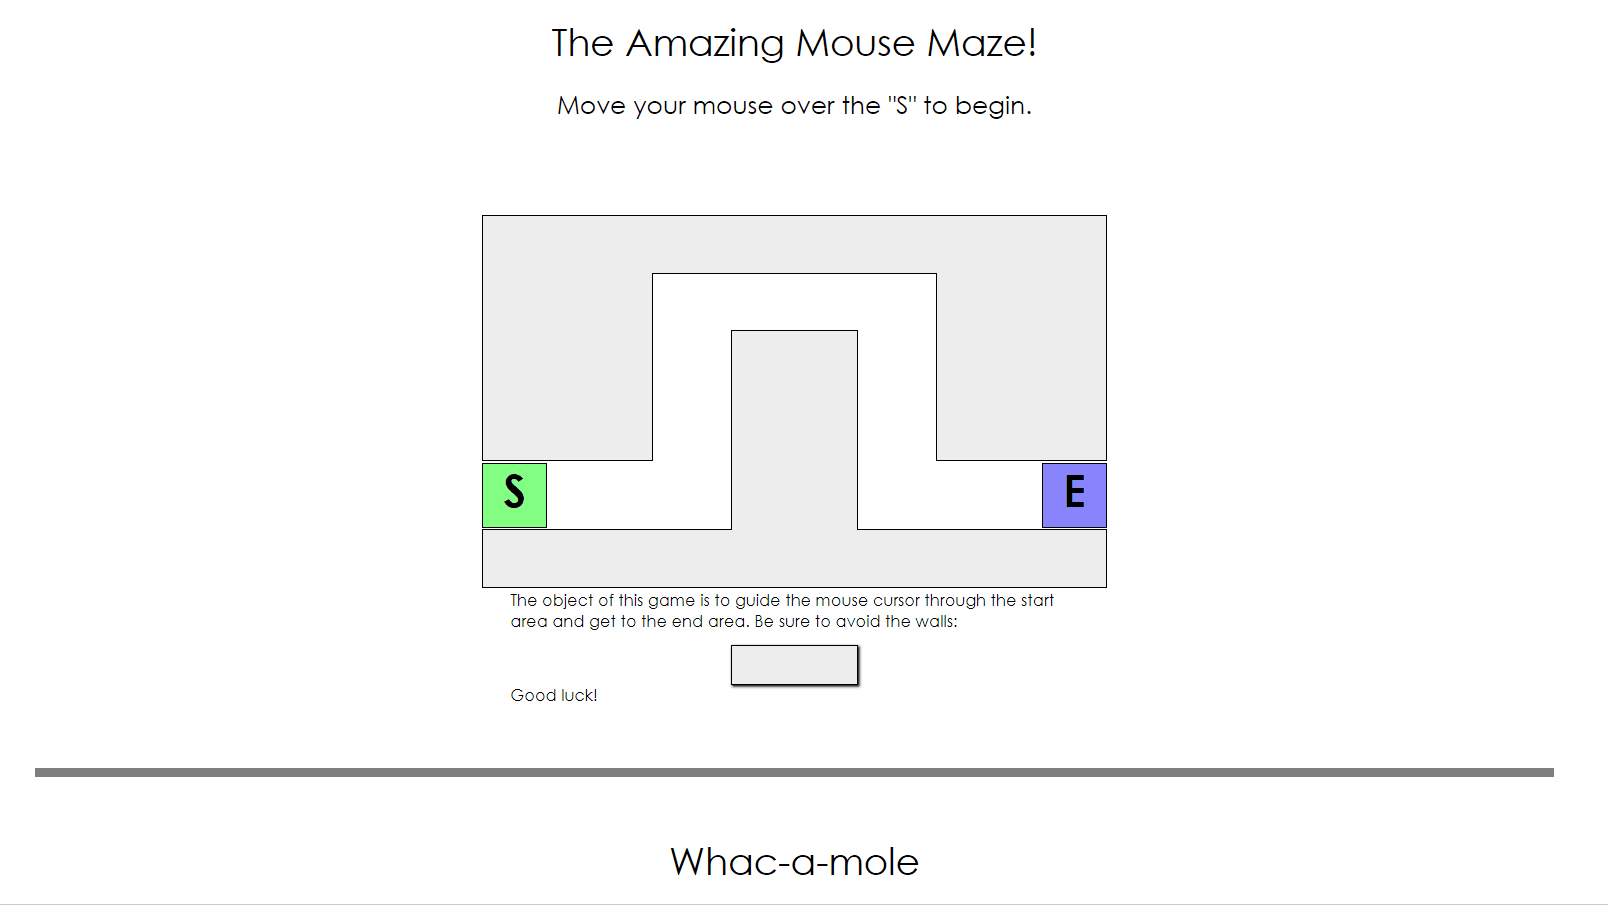 The Amazing Mouse Maze!
Move your mouse over the "S" to begin.
S
E
The object of this game is to guide the mouse cursor through the start
area and get to the end area. Be sure to avoid the walls:
Good luck!
Whac-a-mole